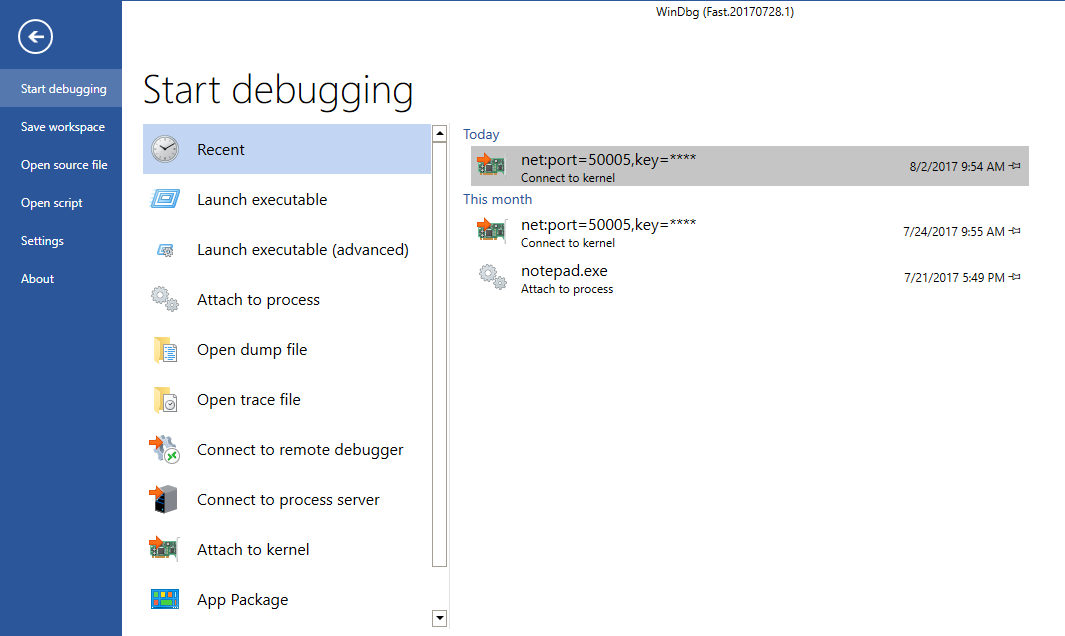 WinDbg (Fast.20170728.1)
Start debugging
Save workspace
Open source file
Open script
Settings
About
Start debugging
Recent
Launch executable
Launch executable (advanced)
Attach to process
Open dump file
Open trace file
Connect to remote debugger
Connect to process server
Attach to kernel
App Package
Today
net:port=50005,key=**** 8/2/2017 9:54 AM
Connect to kernel
This month
net:port=50005,key=**** 7/24/2017 9:55 AM
Connect to kernel
notepad.exe 7/21/2017 5:49 PM
Attach to process